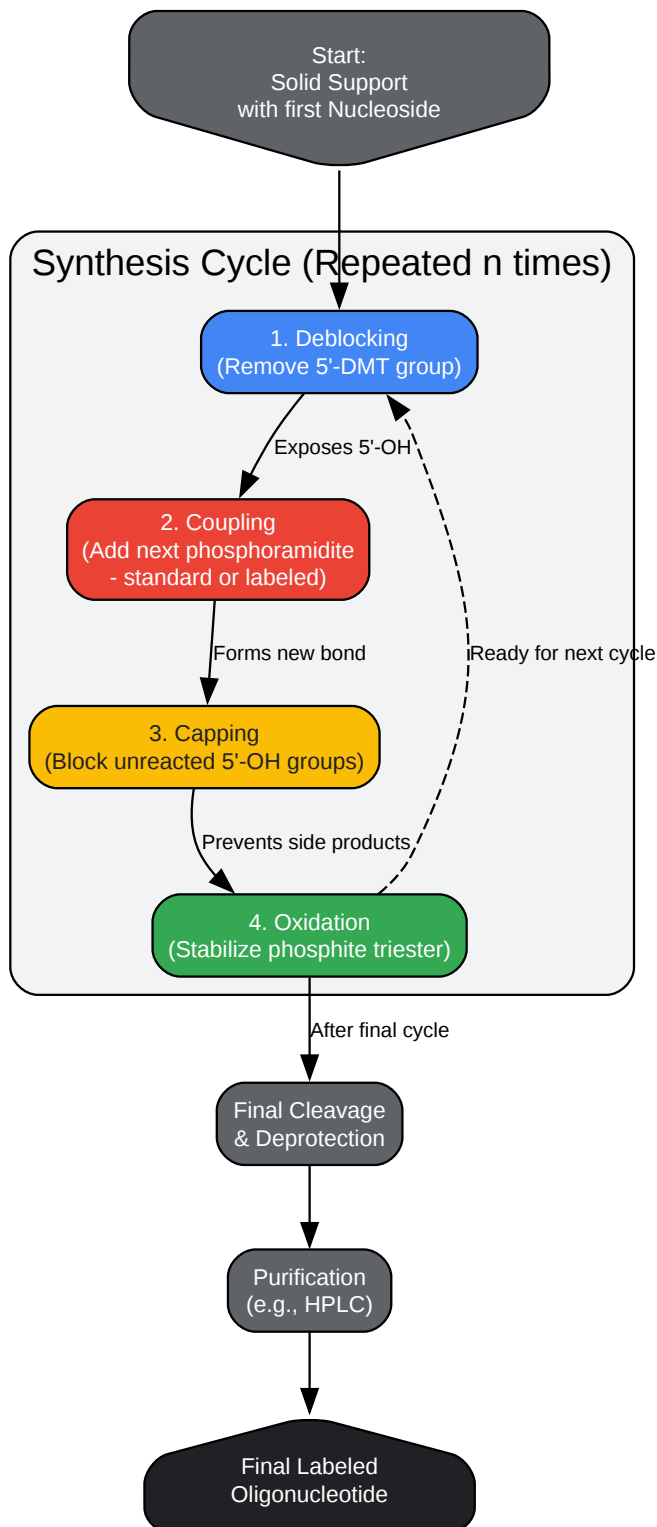 Start:
Solid Support
with first Nucleoside
Synthesis Cycle (Repeated n times)
1. Deblocking
(Remove 5'-DMT group)
Exposes 5'-OH
2. Coupling
(Add next phosphoramidite
- standard or labeled)
Forms new bond
Ready for next cycle
3. Capping
(Block unreacted 5'-OH groups)
Prevents side products
4. Oxidation
(Stabilize phosphite triester)
After final cycle
Final Cleavage
& Deprotection
Purification
(e.g., HPLC)
Final Labeled
Oligonucleotide